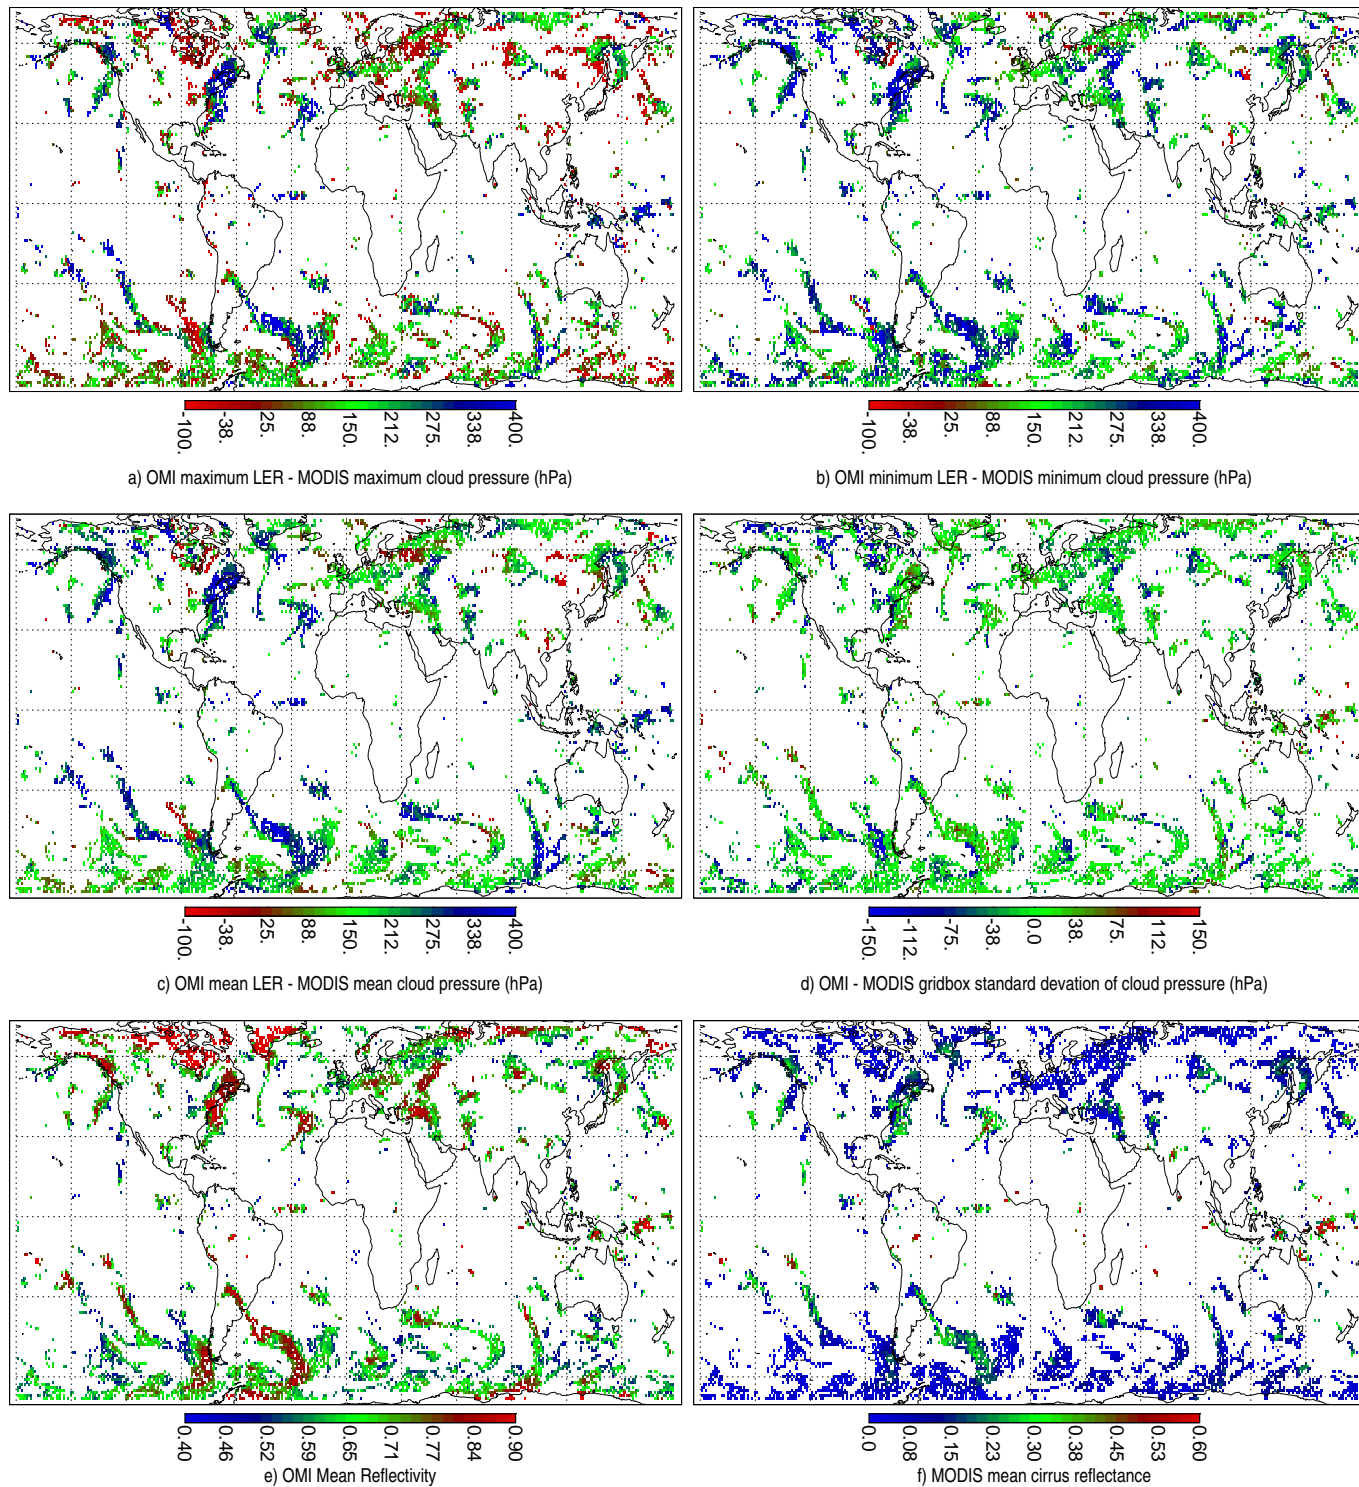 -100. -38. 25. 88. 150. 212. 275. 338. 400.
a) OMI maximum LER - MODIS maximum cloud pressure (hPa)
-100. -38. 25. 88. 150. 212. 275. 338. 400.
b) OMI minimum LER - MODIS minimum cloud pressure (hPa)
-100. -38. 25. 88. 150. 212. 275. 338. 400.
c) OMI mean LER - MODIS mean cloud pressure (hPa)
-150. -112. -75. -38. 0.0 38. 75. 112. 150.
d) OMI - MODIS gridbox standard devation of cloud pressure (hPa)
0.40 0.46 0.52 0.59 0.65 0.71 0.77 0.84 0.90
e) OMI Mean Reflectivity
0.0 0.08 0.15 0.23 0.30 0.38 0.45 0.53 0.60
f) MODIS mean cirrus reflectance